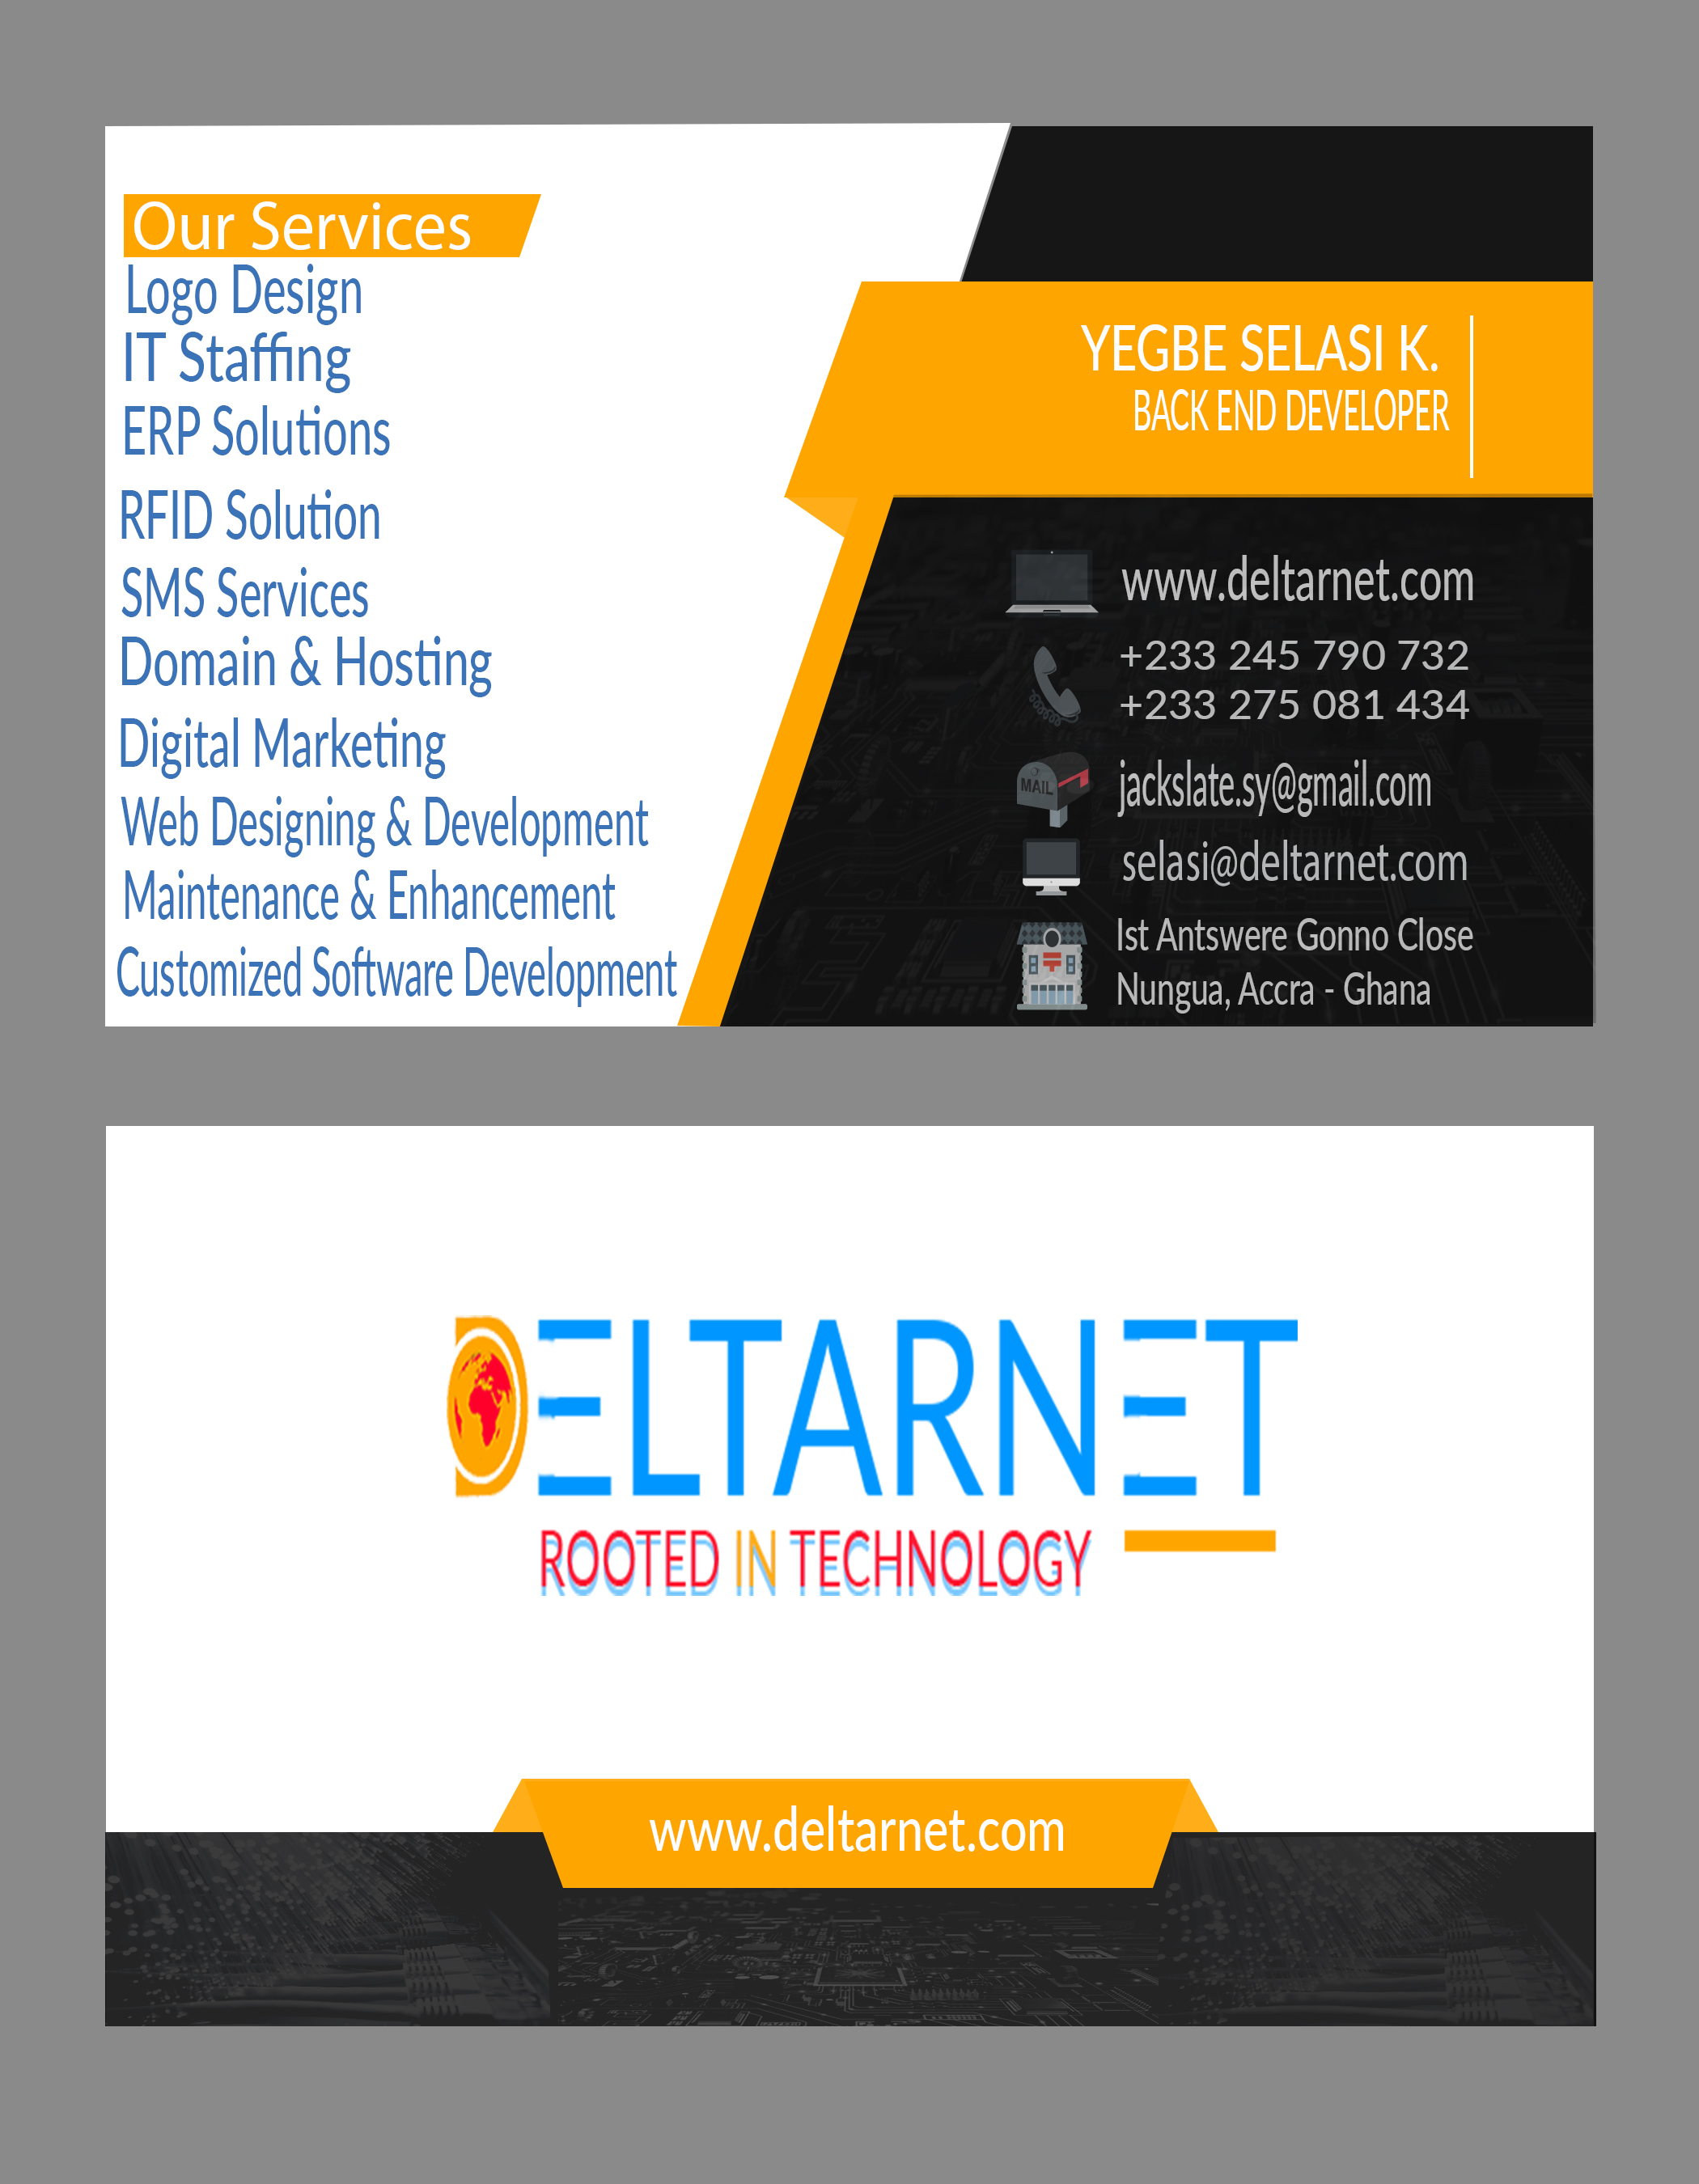 Our Services
Logo Design
IT Staffing
ERP Solutions
RFID Solution
SMS Services
Domain & Hosting
Digital Marketing
Web Designing & Development
Maintenance & Enhancement
Customized Software Development
YEGBE SELASI K.
BACK END DEVELOPER
www.deltarnet.com
+233 245 790 732
+233 275 081 434
MAIL
jackslate.sy@gmail.com
selasi@deltarnet.com
Ist Antswere Gonno Close
Nungua, Accra - Ghana
DELTARNET
ROOTED IN TECHNOLOGY
www.deltarnet.com